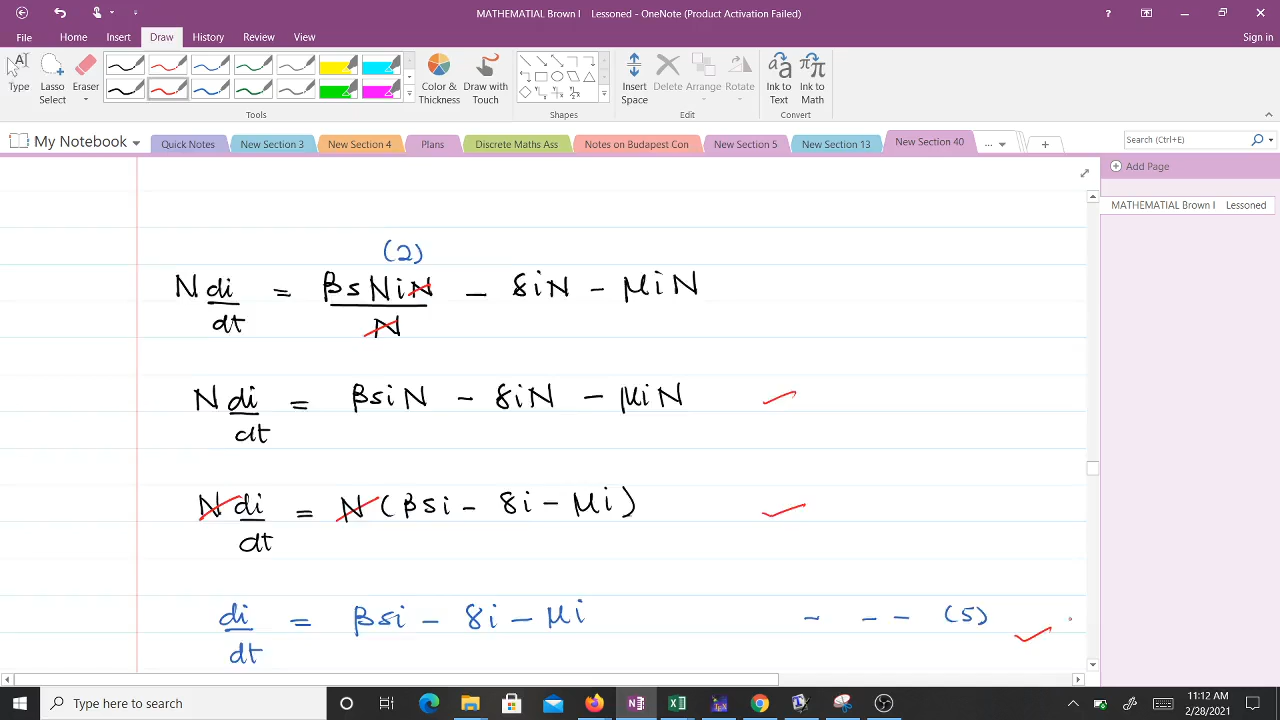 MATHEMATIAL Brown I Lessoned - OneNote (Product Activation Failed)
File Home Insert Draw History Review View Sign in
Type Lasso Select Eraser Color & Thickness Draw with Touch Insert Space Delete Arrange Rotate Ink to Text Ink to Math
Tools Shapes Edit Convert
My Notebook Quick Notes New Section 3 New Section 4 Plans Discrete Maths Ass Notes on Budapest Con New Section 5 New Section 13 New Section 40 ... Search (Ctrl+E)
Add Page
MATHEMATIAL Brown I Lessoned
(2)
N di/dt = βsNiN/N - δiN - μiN
N di/dt = βsiN - δiN - μiN
N di/dt = N(βsi - δi - μi)
di/dt = βsi - δi - μi - - - (5)
Type here to search
11:12 AM
2/28/2021